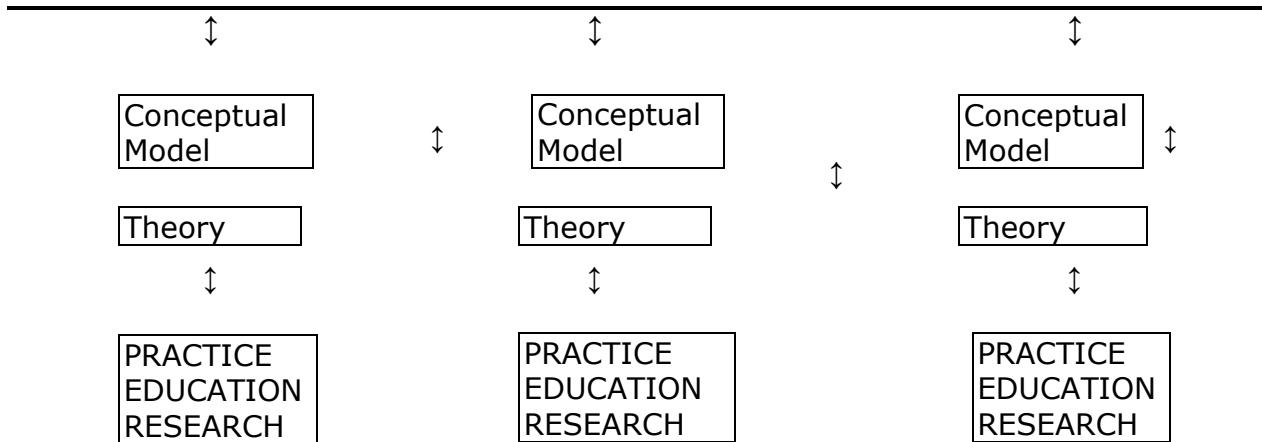 ↕ ↕ ↕
Conceptual
Model
↕
Conceptual
Model
↕
Conceptual
Model
↕
Theory
Theory
Theory
↕ ↕ ↕
PRACTICE
EDUCATION
RESEARCH
PRACTICE
EDUCATION
RESEARCH
PRACTICE
EDUCATION
RESEARCH